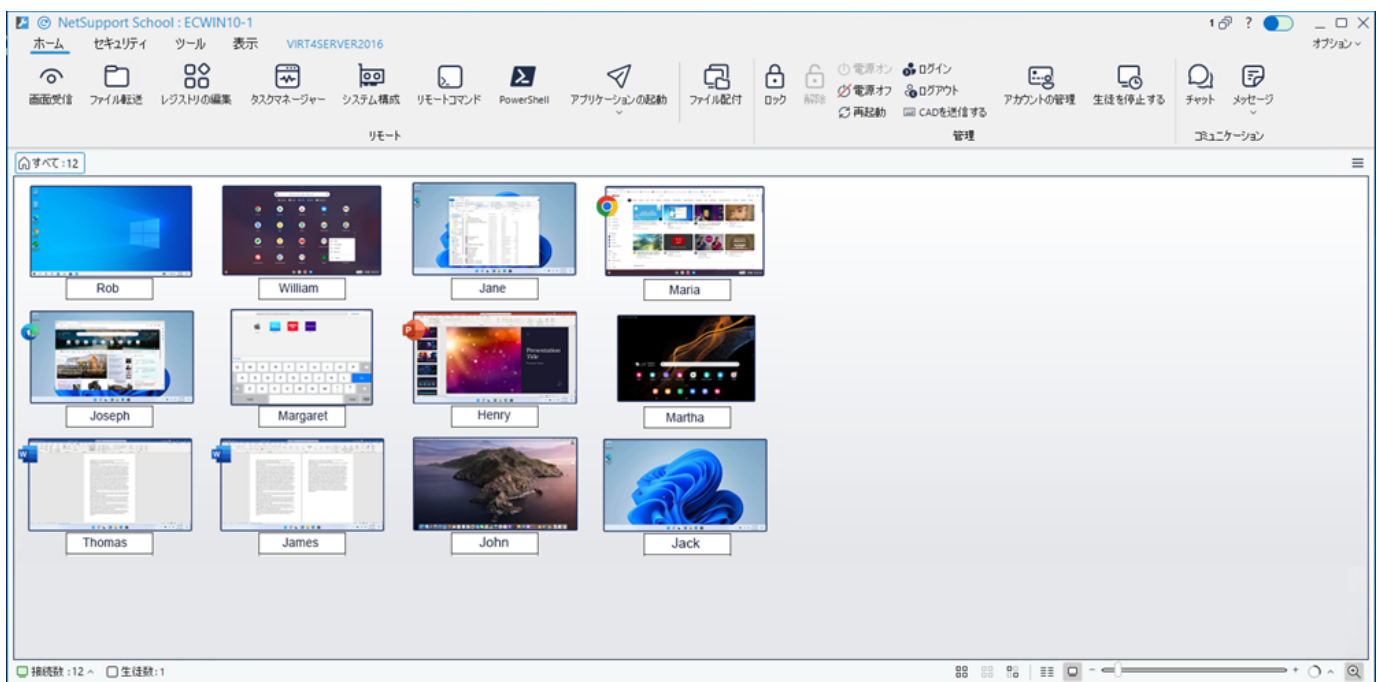 NetSupport School : ECWIN10-1
1 ?
ホーム セキュリティ ツール 表示 VIRT4SERVER2016 オプション
画面受信 ファイル転送 レジストリの編集 タスクマネージャー システム構成 リモートコマンド PowerShell アプリケーションの起動 ファイル配付 ロック 解除 電源オン ログイン アカウントの管理 生徒を停止する チャット メッセージ
電源オフ ログアウト
再起動 CADを送信する
リモート 管理 コミュニケーション
すべて:12
Rob William Jane Maria
Presentation
Title
Joseph Margaret Henry Martha
Thomas James John Jack
接続数:12 生徒数:1